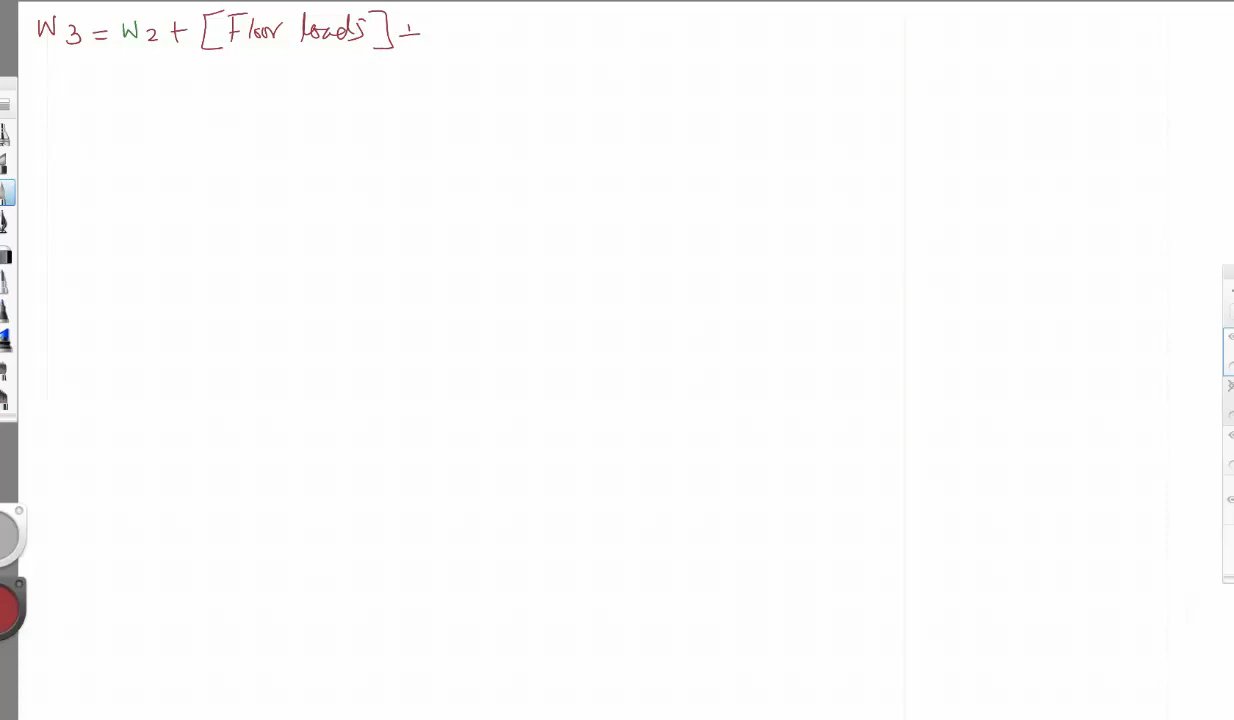 W3 = W2 + [Floor loads] +